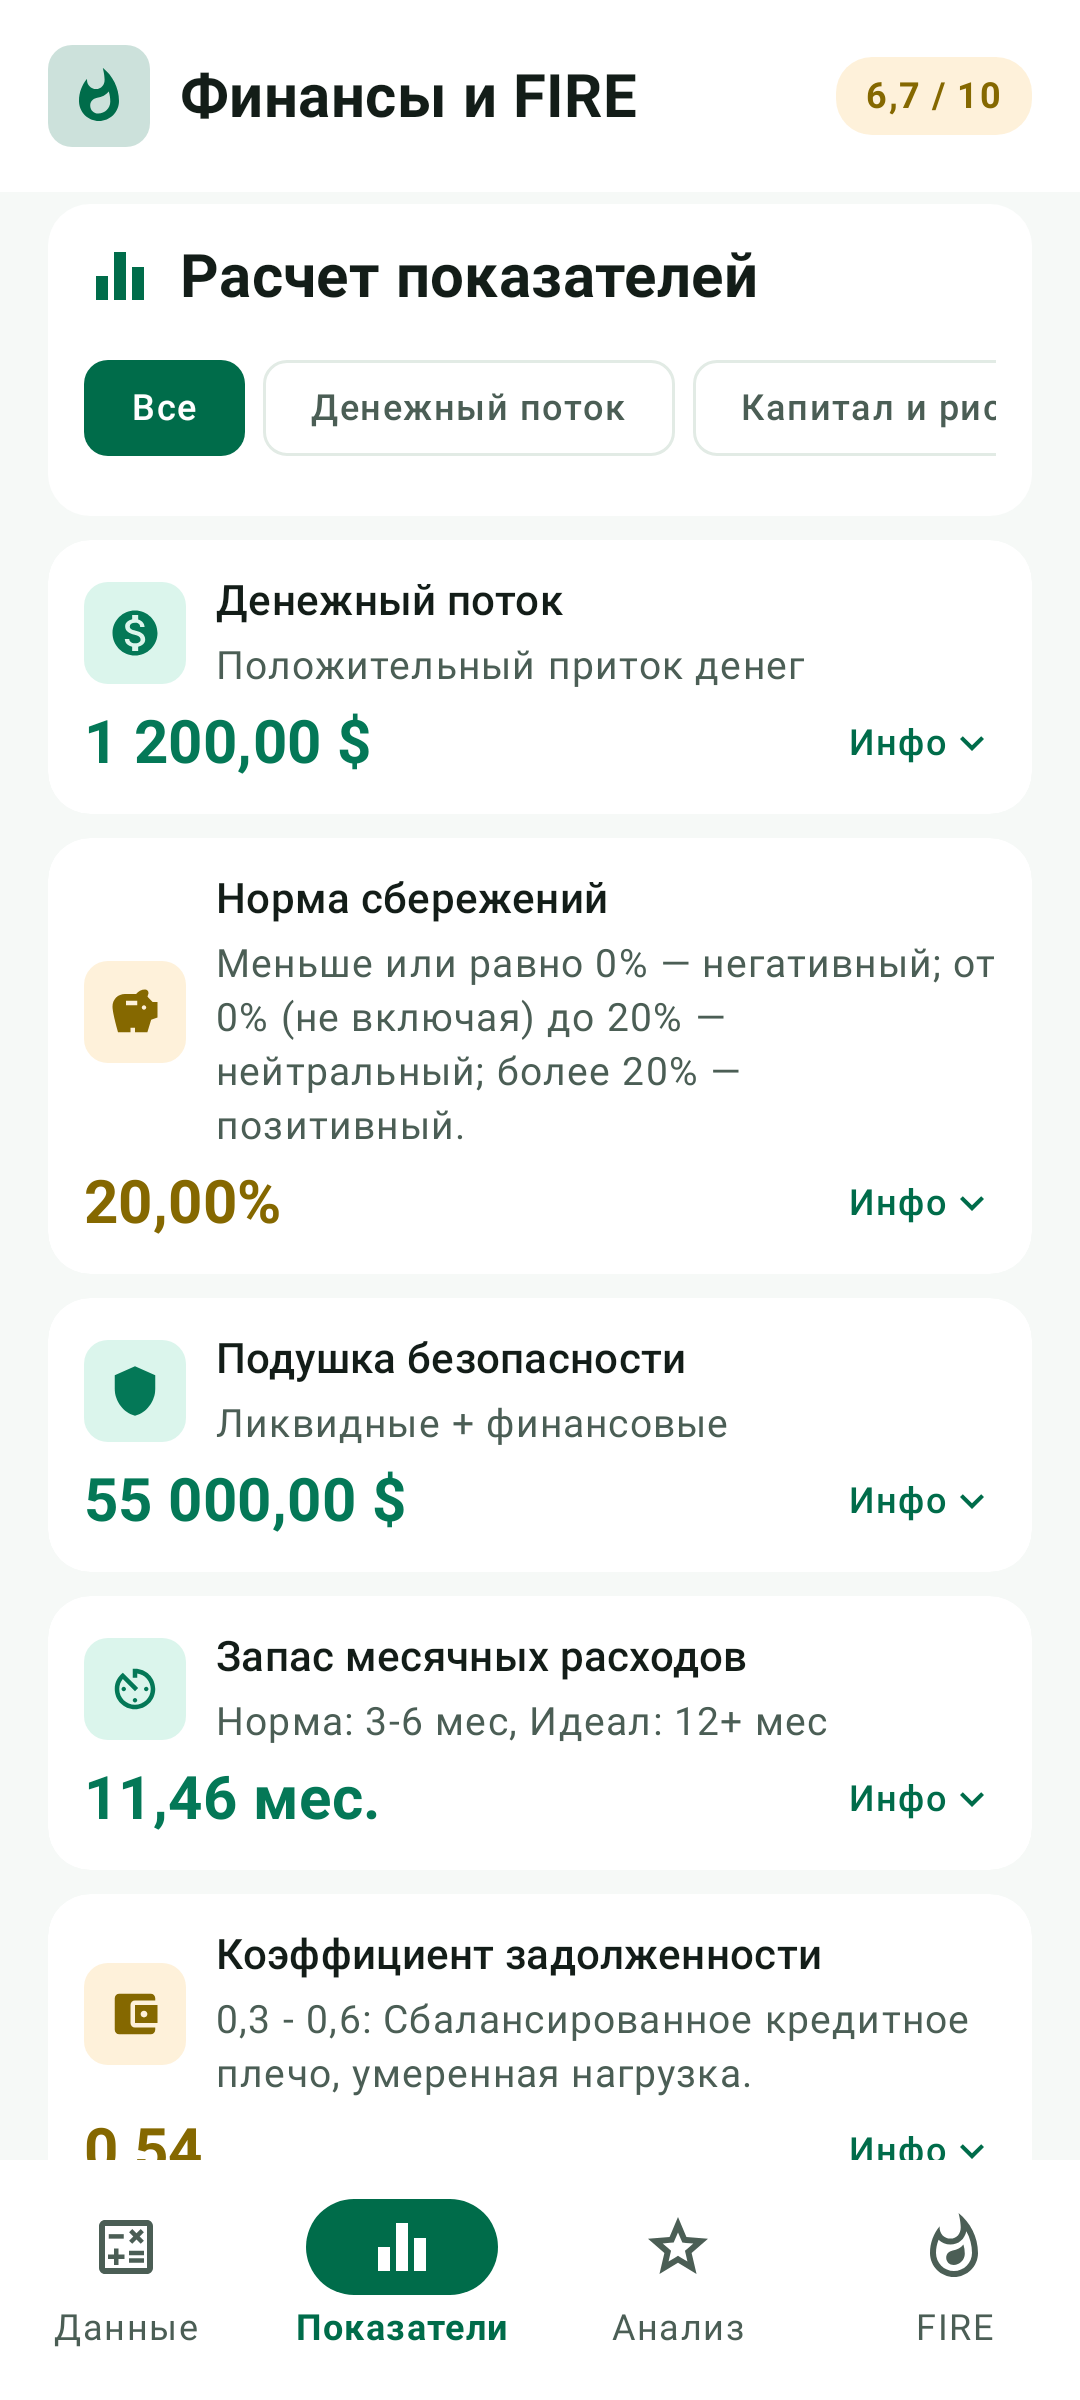 Финансы и FIRE
6,7 / 10
Расчет показателей
Все
Денежный поток
Капитал и рис
Денежный поток
Положительный приток денег
1 200,00 $
Инфо
Норма сбережений
Меньше или равно 0% — негативный; от
0% (не включая) до 20% —
нейтральный; более 20% —
позитивный.
20,00%
Инфо
Подушка безопасности
Ликвидные + финансовые
55 000,00 $
Инфо
Запас месячных расходов
Норма: 3-6 мес, Идеал: 12+ мес
11,46 мес.
Инфо
Коэффициент задолженности
0,3 - 0,6: Сбалансированное кредитное
плечо, умеренная нагрузка.
0,54
Инфо
Данные
Показатели
Анализ
FIRE